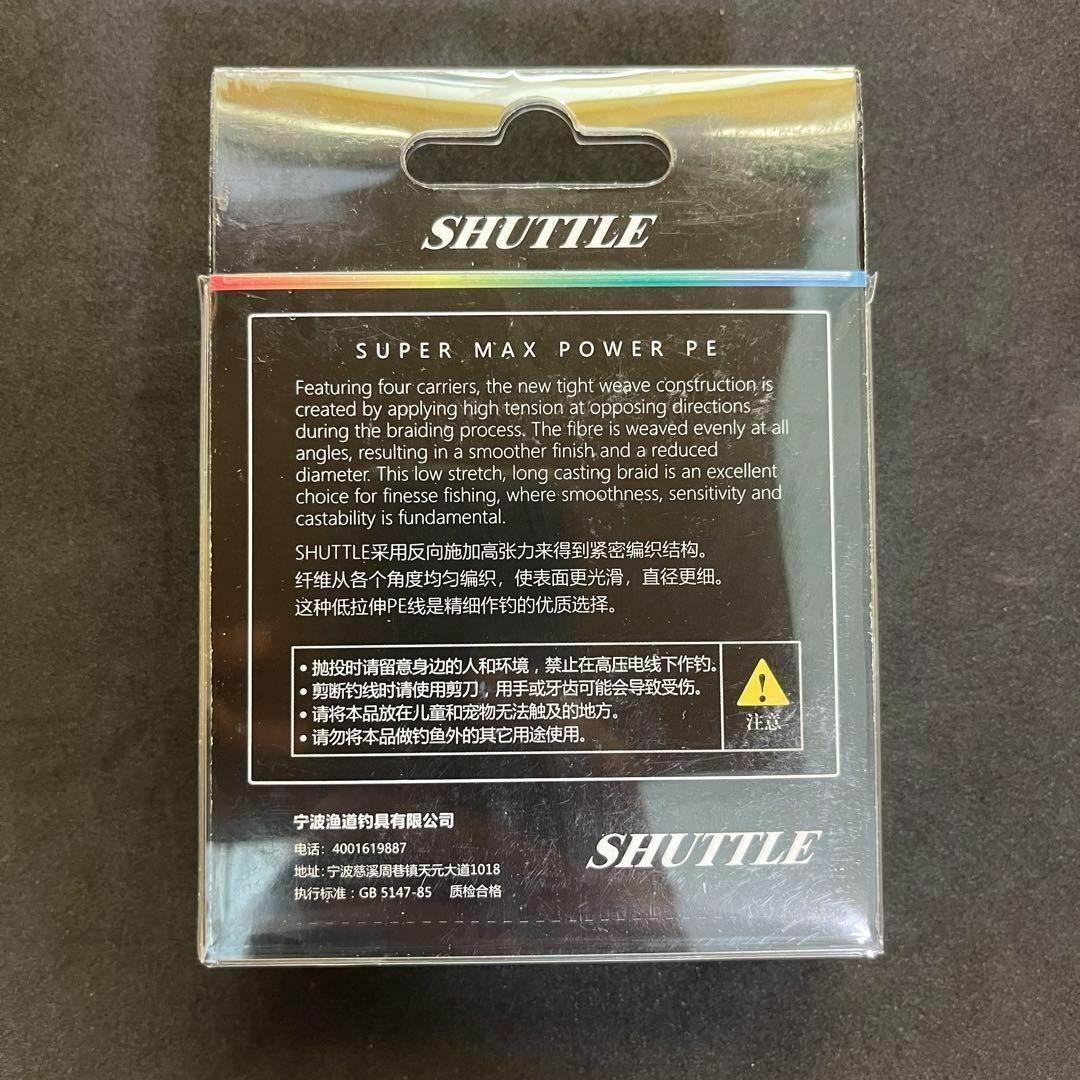 SHUTTLE
SUPER MAX POWER PE
Featuring four carriers, the new tight weave construction is
created by applying high tension at opposing directions
during the braiding process. The fibre is weaved evenly at all
angles, resulting in a smoother finish and a reduced
diameter. This low stretch, long casting braid is an excellent
choice for finesse fishing, where smoothness, sensitivity and
castability is fundamental.
SHUTTLE采用反向施加高张力来得到紧密编织结构。
纤维从各个角度均匀编织，使表面更光滑，直径更细。
这种低拉伸PE线是精细作钓的优质选择。
• 抛投时请留意身边的人和环境，禁止在高压电线下作钓。
• 剪断钓线时请使用剪刀，用手或牙齿可能会导致受伤。
• 请将本品放在儿童和宠物无法触及的地方。
• 请勿将本品做钓鱼外的其它用途使用。
注意
宁波渔道钓具有限公司
电话：4001619887
地址：宁波慈溪周巷镇天元大道1018
执行标准：GB 5147-85 质检合格
SHUTTLE